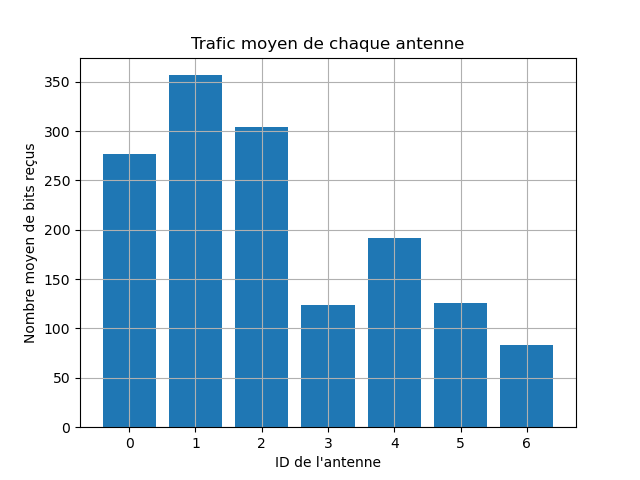 Trafic moyen de chaque antenne
Nombre moyen de bits reçus
350
300
250
200
150
100
50
0
0 1 2 3 4 5 6
ID de l'antenne